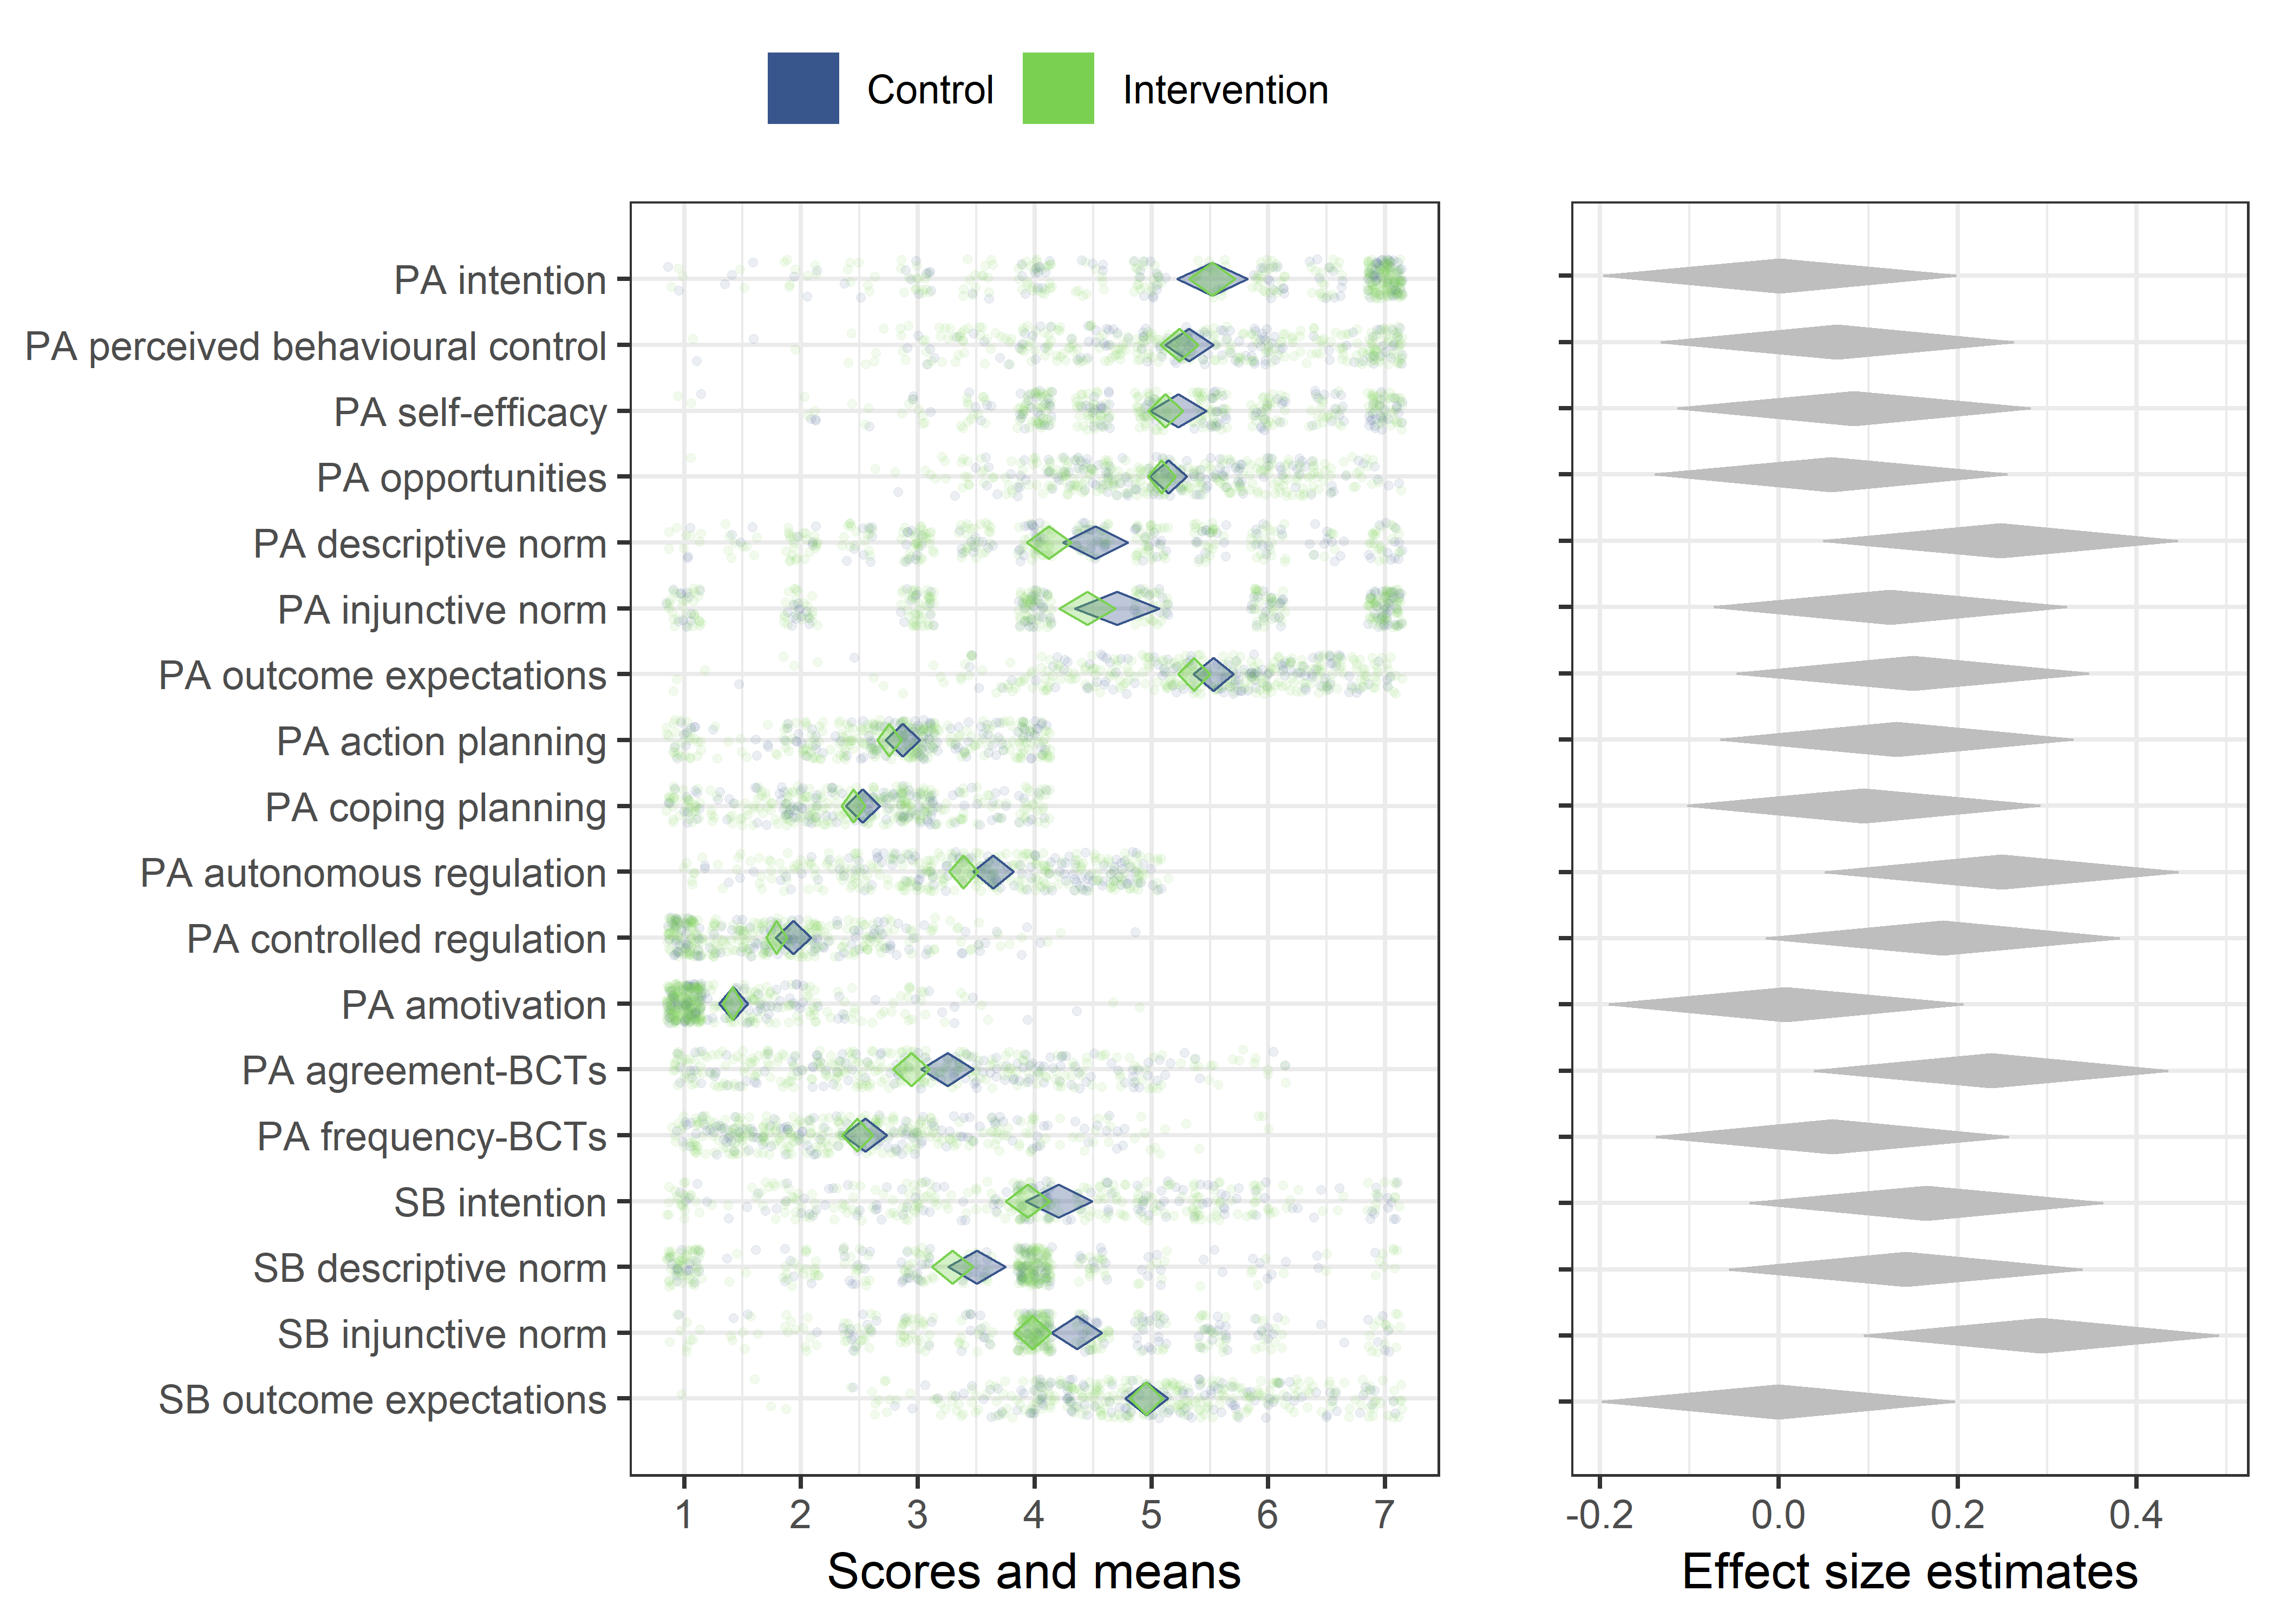 Control Intervention
PA intention
PA perceived behavioural control
PA self-efficacy
PA opportunities
PA descriptive norm
PA injunctive norm
PA outcome expectations
PA action planning
PA coping planning
PA autonomous regulation
PA controlled regulation
PA amotivation
PA agreement-BCTs
PA frequency-BCTs
SB intention
SB descriptive norm
SB injunctive norm
SB outcome expectations
1 2 3 4 5 6 7
Scores and means
-0.2 0.0 0.2 0.4
Effect size estimates